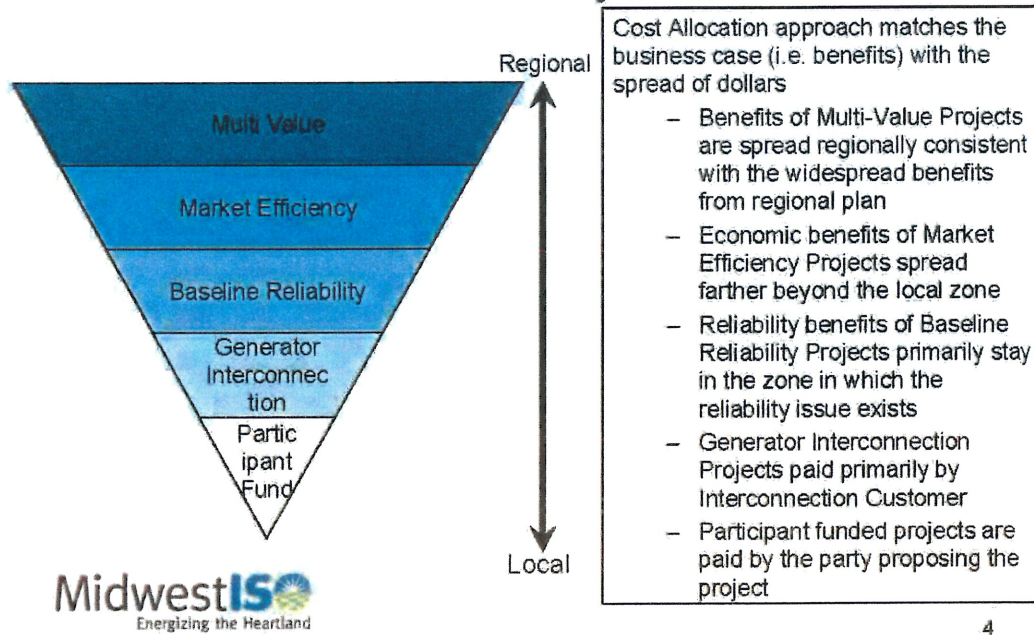 Regional
Multi Value
Market Efficiency
Baseline Reliability
Generator
Interconnec
tion
Partic
ipant
Fund
Local
Cost Allocation approach matches the
business case (i.e. benefits) with the
spread of dollars
– Benefits of Multi-Value Projects
are spread regionally consistent
with the widespread benefits
from regional plan
– Economic benefits of Market
Efficiency Projects spread
farther beyond the local zone
– Reliability benefits of Baseline
Reliability Projects primarily stay
in the zone in which the
reliability issue exists
– Generator Interconnection
Projects paid primarily by
Interconnection Customer
– Participant funded projects are
paid by the party proposing the
project
MidwestISO
Energizing the Heartland
4